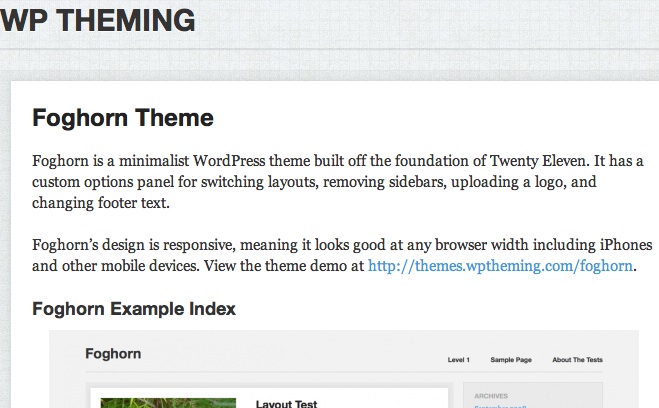 WP THEMING
Foghorn Theme
Foghorn is a minimalist WordPress theme built off the foundation of Twenty Eleven. It has a
custom options panel for switching layouts, removing sidebars, uploading a logo, and
changing footer text.
Foghorn’s design is responsive, meaning it looks good at any browser width including iPhones
and other mobile devices. View the theme demo at http://themes.wptheming.com/foghorn.
Foghorn Example Index
Foghorn
Level 1 Sample Page About The Tests
ARCHIVES
Layout Test